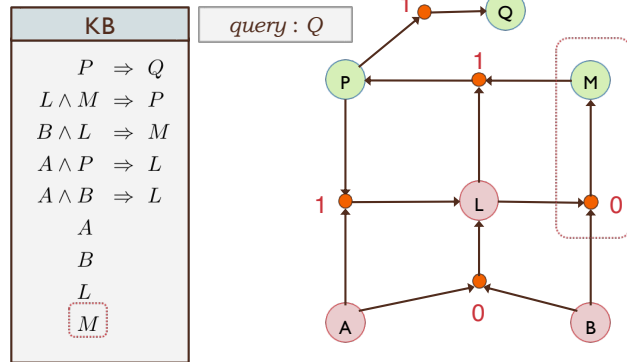 KB
P ⇒ Q
L ∧ M ⇒ P
B ∧ L ⇒ M
A ∧ P ⇒ L
A ∧ B ⇒ L
A
B
L
M
query : Q
1
Q
1
P
M
1
L
0
0
A
B